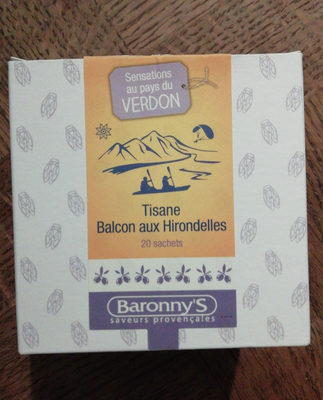 Sensations
au pays du
VERDON
Tisane
Balcon aux Hirondelles
20 sachets
Baronny'S
saveurs provençales